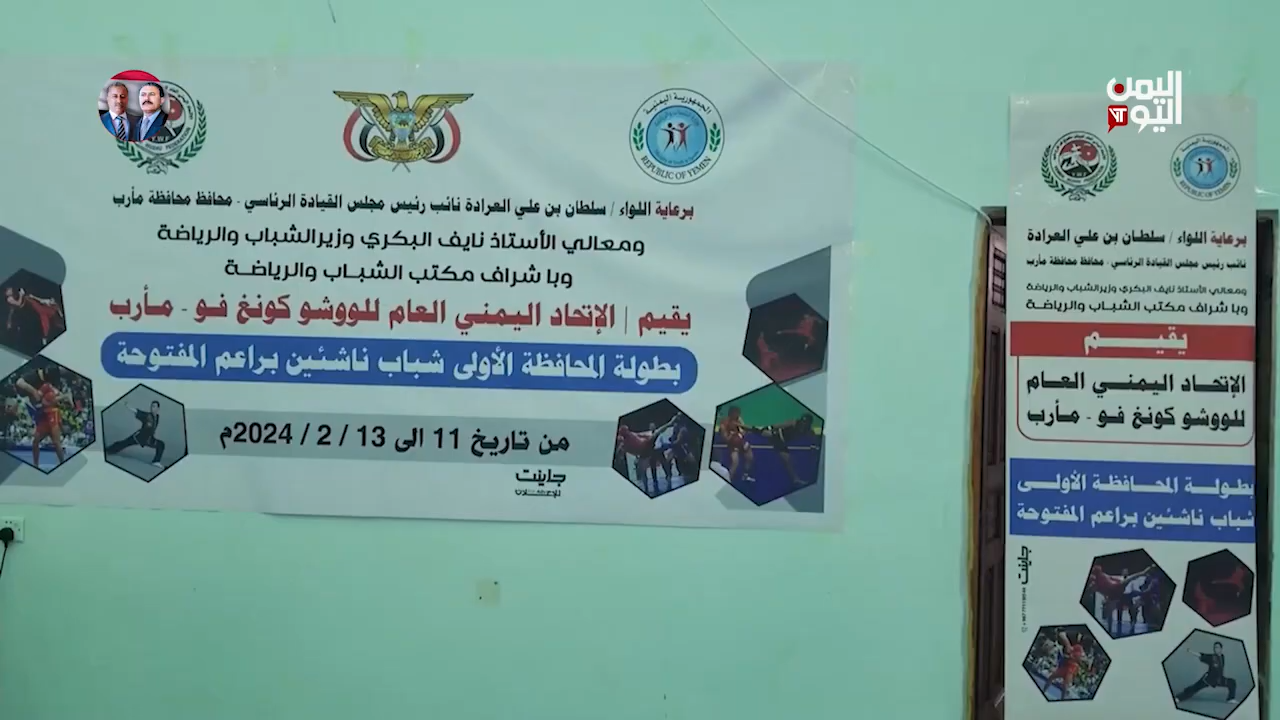 اليمن
اليوم
الجمهورية اليمنية
REPUBLIC OF YEMEN
برعاية اللواء / سلطان بن علي العرادة نائب رئيس مجلس القيادة الرئاسي - محافظ محافظة مأرب
ومعالي الأستاذ نايف البكري وزيرالشباب والرياضة
وبا شراف مكتب الشباب والرياضة
يقيم | الإتحاد اليمني العام للووشو كونغ فو - مأرب
بطولة المحافظة الأولى شباب ناشئين براعم المفتوحة
من تاريخ 11 الى 13 / 2 / 2024م
جاينت
برعاية اللواء / سلطان بن علي العرادة
نائب رئيس مجلس القيادة الرئاسي - محافظ محافظة مأرب
ومعالي الأستاذ نايف البكري وزيرالشباب والرياضة
وبا شراف مكتب الشباب والرياضة
يقيم
الإتحاد اليمني العام
للووشو كونغ فو - مأرب
بطولة المحافظة الأولى
شباب ناشئين براعم المفتوحة
جاينت